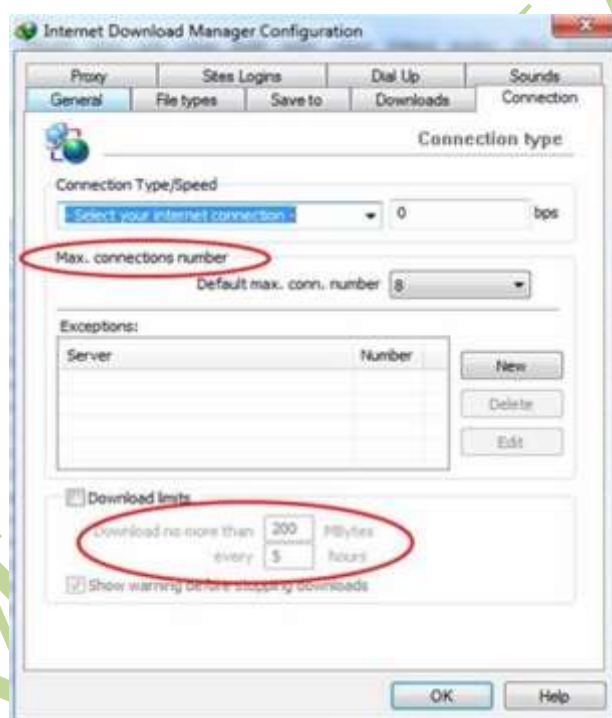 Internet Download Manager Configuration
Proxy Sites Logins Dial Up Sounds
General File types Save to Downloads Connection
Connection type
Connection Type/Speed
- Select your internet connection - 0 bps
Max. connections number
Default max. conn. number 8
Exceptions:
Server Number
New
Delete
Edit
Download limits
Download no more than 200 MBytes
every 5 hours
Show warning before stopping downloads
OK Help